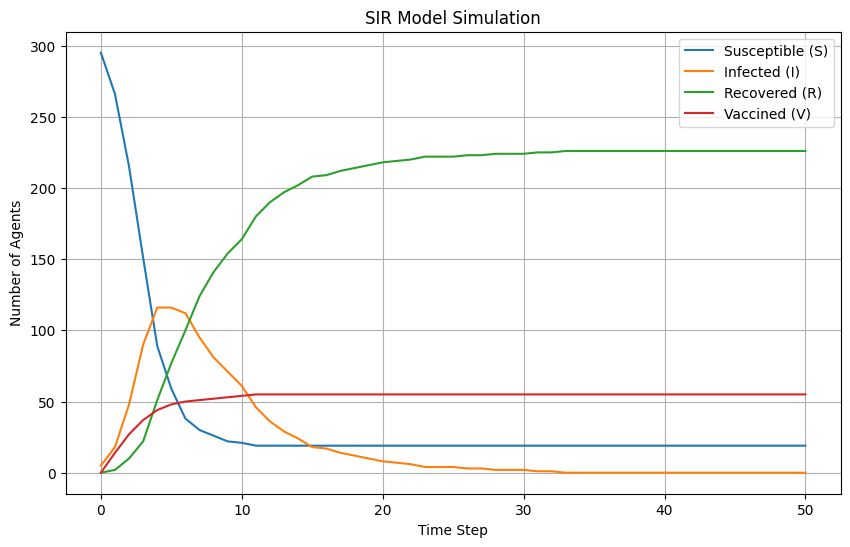 SIR Model Simulation
Susceptible (S)
Infected (I)
Recovered (R)
Vaccined (V)
Number of Agents
300
250
200
150
100
50
0
0 10 20 30 40 50
Time Step